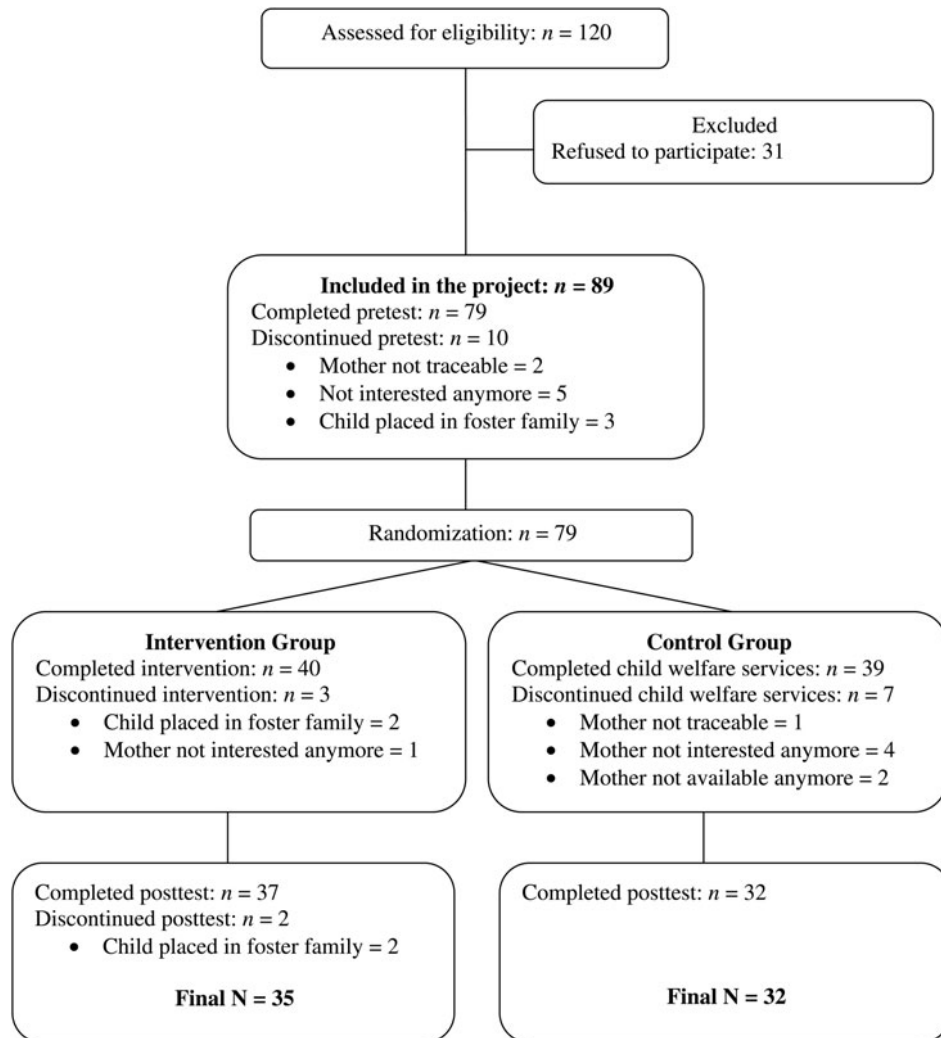 Assessed for eligibility: n = 120
Excluded
Refused to participate: 31
Included in the project: n = 89
Completed pretest: n = 79
Discontinued pretest: n = 10
• Mother not traceable = 2
• Not interested anymore = 5
• Child placed in foster family = 3
Randomization: n = 79
Intervention Group
Completed intervention: n = 40
Discontinued intervention: n = 3
• Child placed in foster family = 2
• Mother not interested anymore = 1
Control Group
Completed child welfare services: n = 39
Discontinued child welfare services: n = 7
• Mother not traceable = 1
• Mother not interested anymore = 4
• Mother not available anymore = 2
Completed posttest: n = 37
Discontinued posttest: n = 2
• Child placed in foster family = 2
Final N = 35
Completed posttest: n = 32
Final N = 32